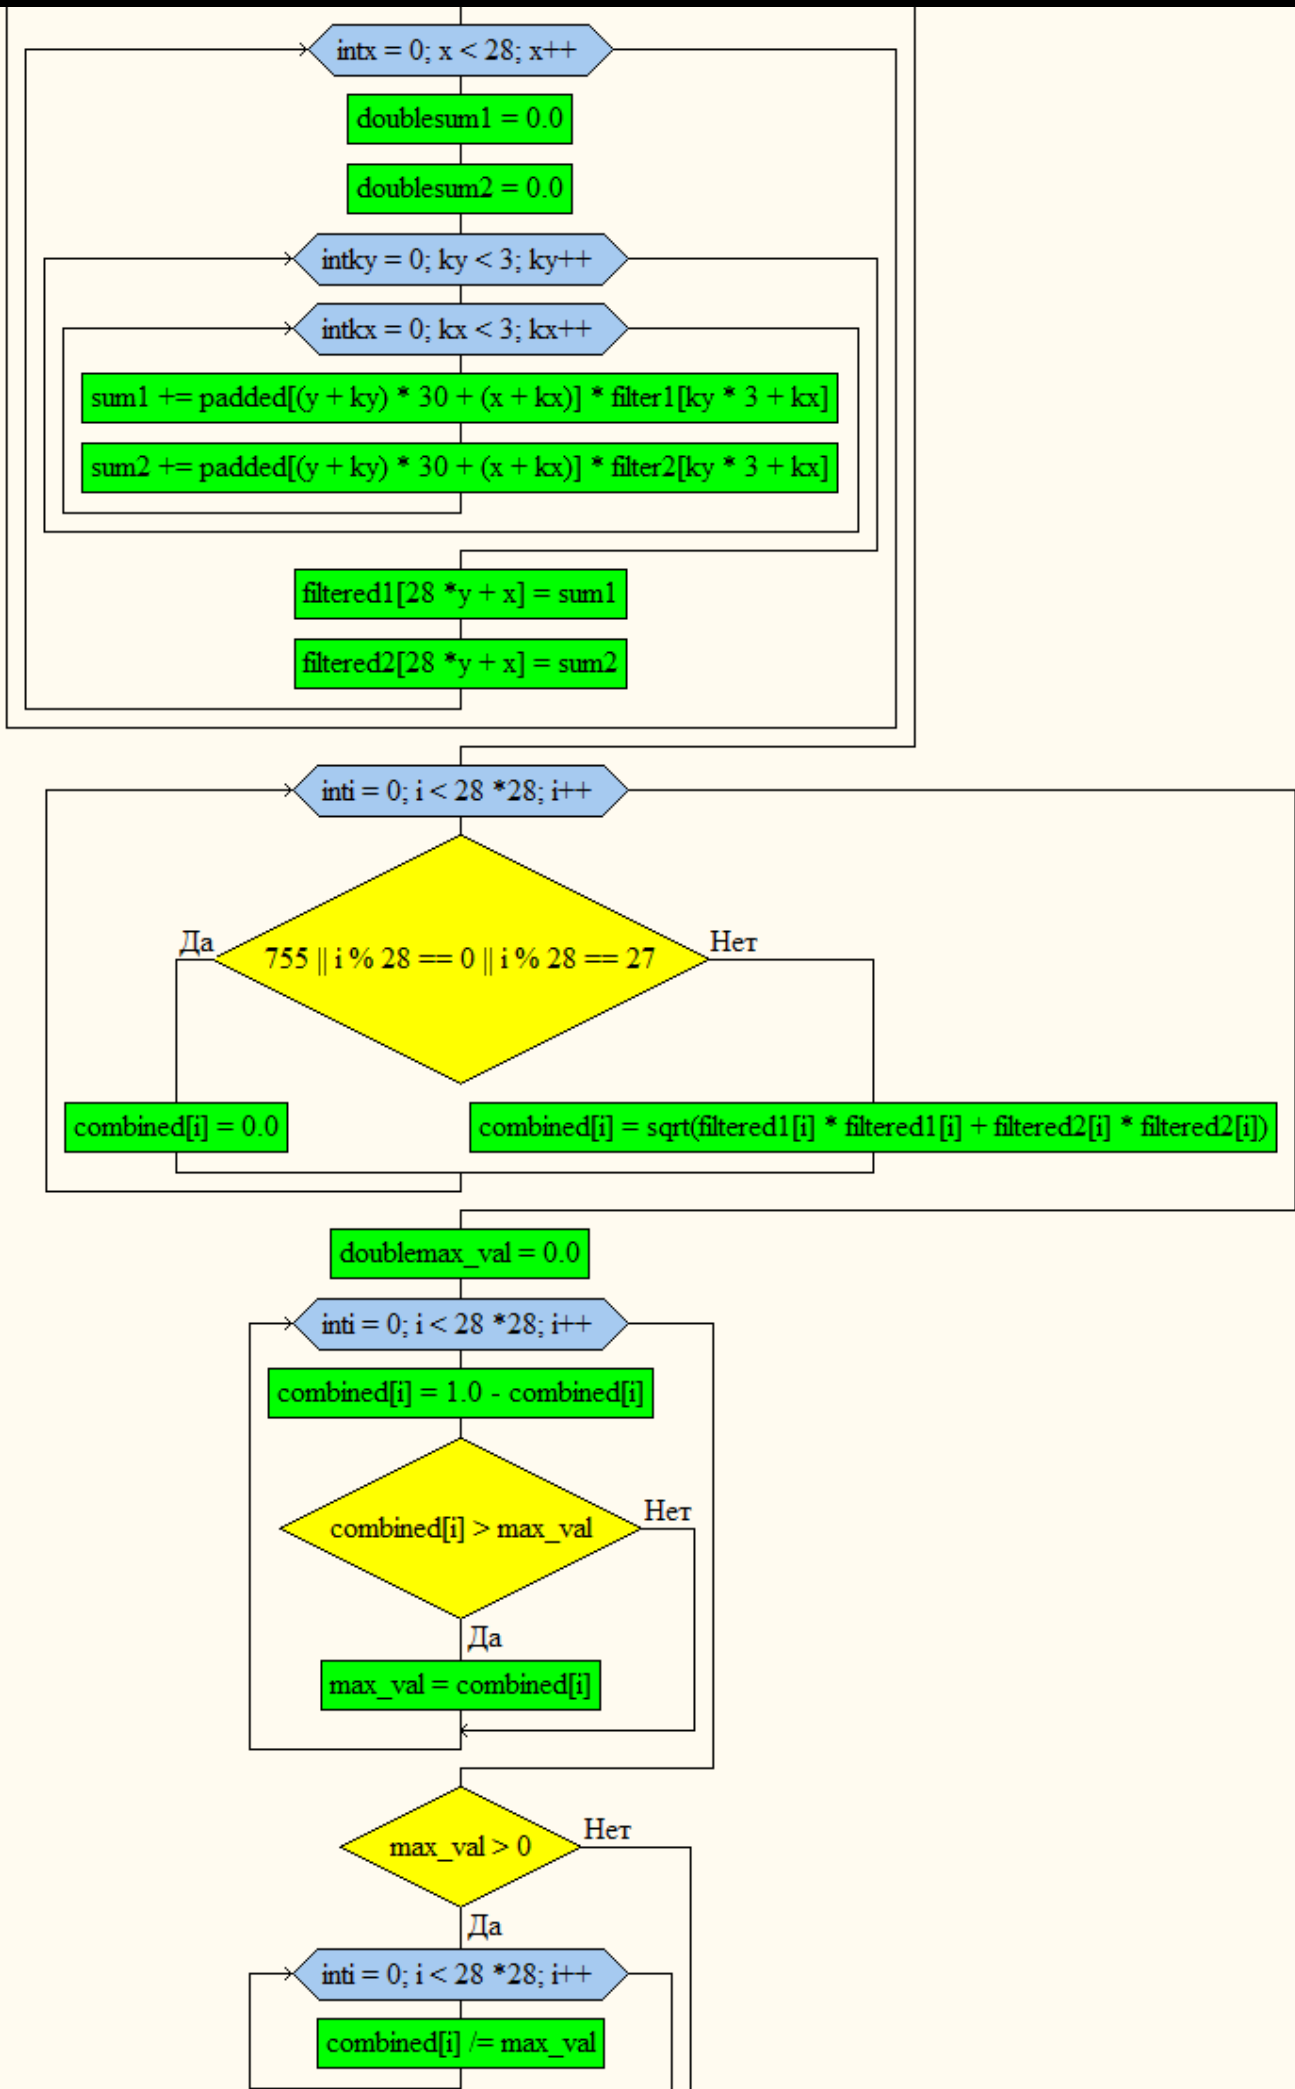 intx = 0; x < 28; x++
doublesum1 = 0.0
doublesum2 = 0.0
intky = 0; ky < 3; ky++
intkx = 0; kx < 3; kx++
sum1 += padded[(y + ky) * 30 + (x + kx)] * filter1[ky * 3 + kx]
sum2 += padded[(y + ky) * 30 + (x + kx)] * filter2[ky * 3 + kx]
filtered1[28 *y + x] = sum1
filtered2[28 *y + x] = sum2
inti = 0; i < 28 *28; i++
Да
755 || i % 28 == 0 || i % 28 == 27
Нет
combined[i] = 0.0
combined[i] = sqrt(filtered1[i] * filtered1[i] + filtered2[i] * filtered2[i])
doublemax_val = 0.0
inti = 0; i < 28 *28; i++
combined[i] = 1.0 - combined[i]
Нет
combined[i] > max_val
Да
max_val = combined[i]
Нет
max_val > 0
Да
inti = 0; i < 28 *28; i++
combined[i] /= max_val